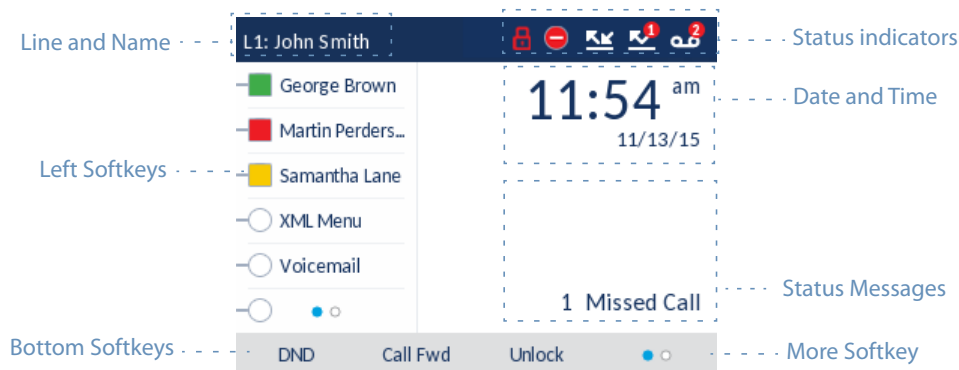 Line and Name
L1: John Smith
1
2
Status indicators
George Brown
11:54 am
Date and Time
Martin Perders...
11/13/15
Left Softkeys
Samantha Lane
XML Menu
Voicemail
1 Missed Call
Status Messages
Bottom Softkeys
DND
Call Fwd
Unlock
More Softkey